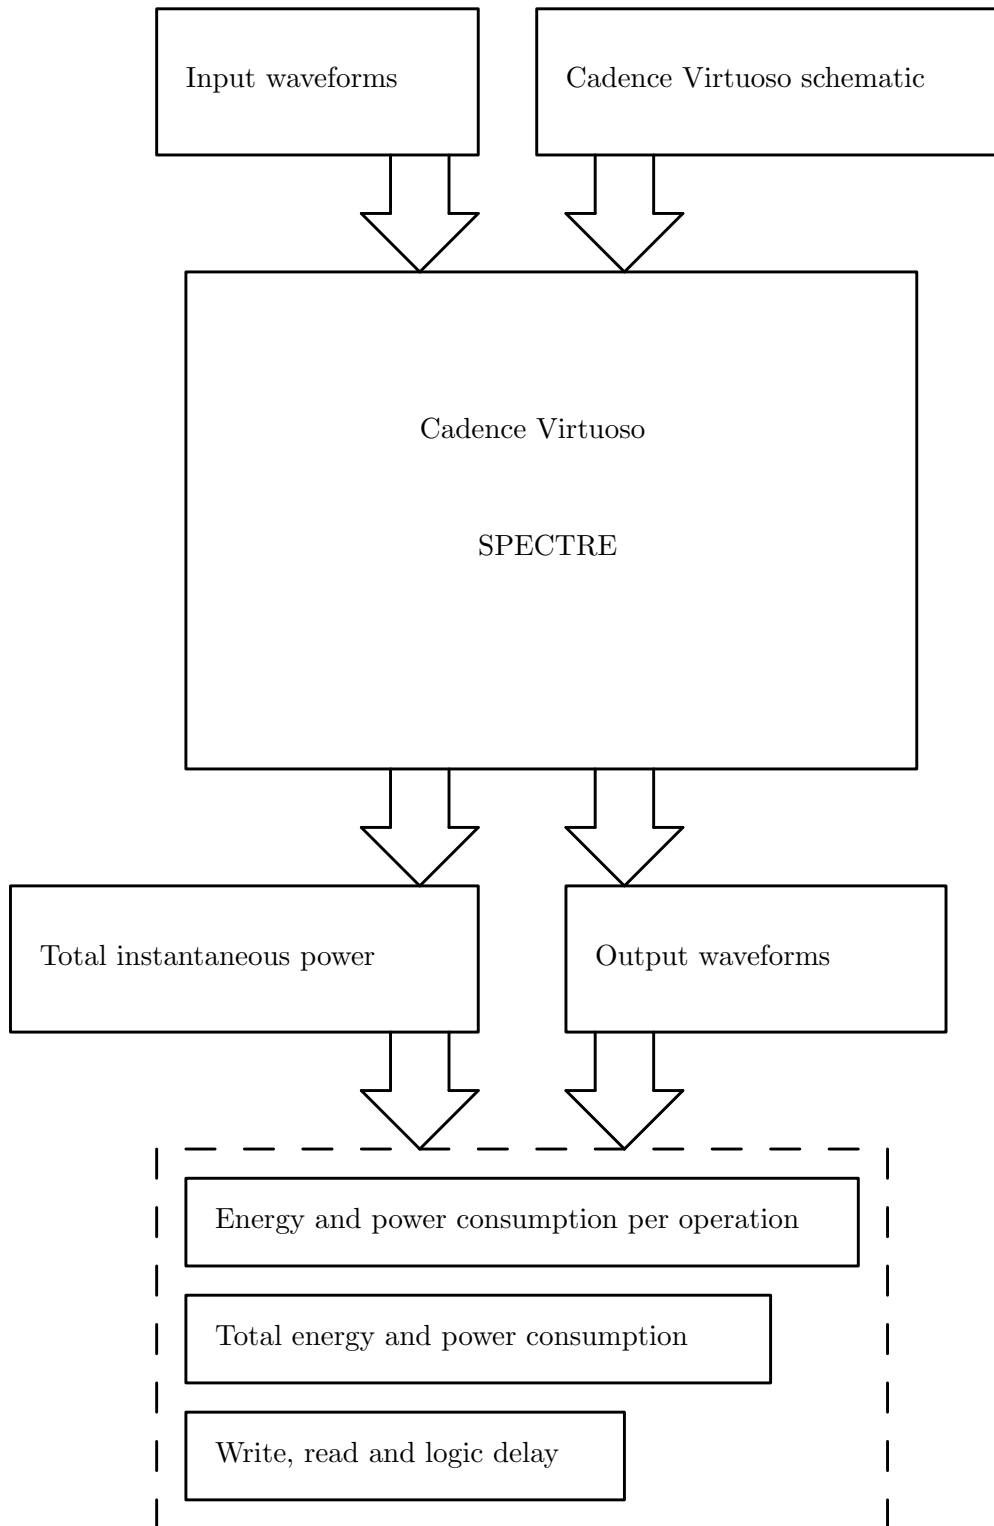 Input waveforms
Cadence Virtuoso schematic
Cadence Virtuoso
SPECTRE
Total instantaneous power
Output waveforms
Energy and power consumption per operation
Total energy and power consumption
Write, read and logic delay